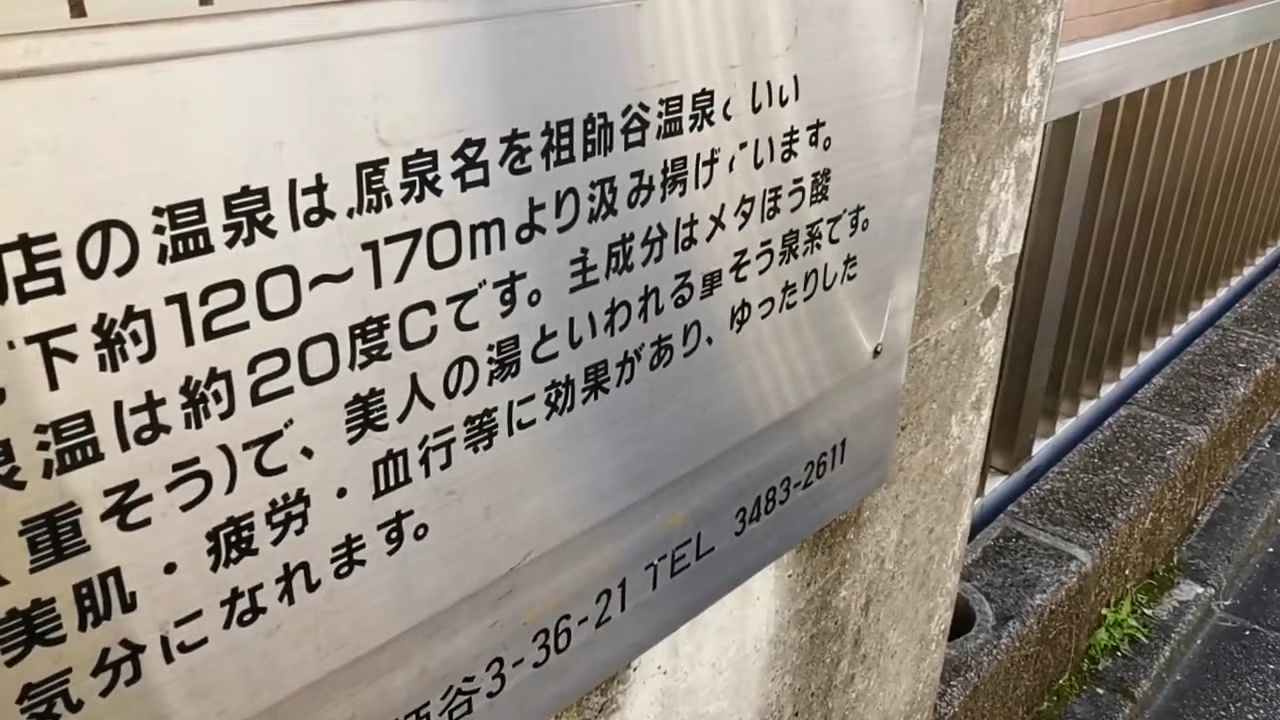 店の温泉は、原泉名を祖師谷温泉といい
下約120～170mより汲み揚げています。
泉温は約20度Cです。主成分はメタほう酸
重そう)で、美人の湯といわれる重そう泉系です。
美肌・疲労・血行等に効果があり、ゆったりした
気分になれます。
師谷3-36-21 TEL 3483-2611